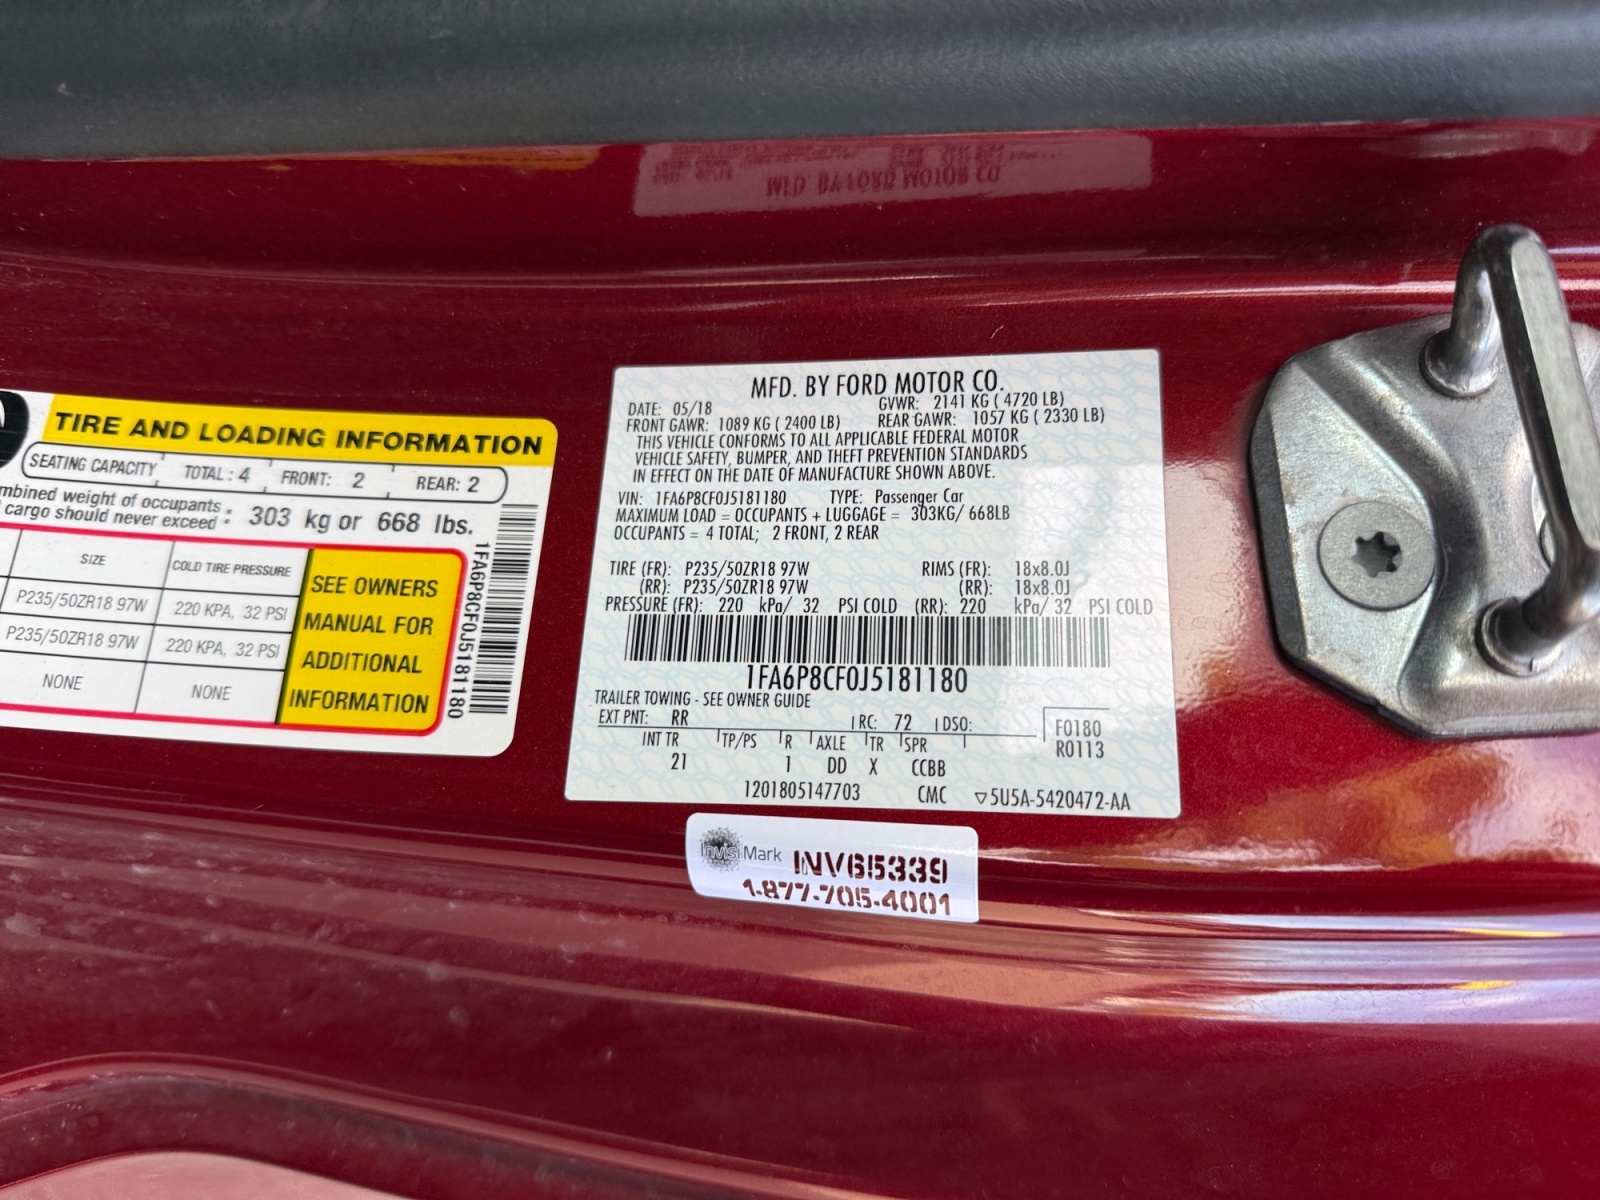 TIRE AND LOADING INFORMATION
SEATING CAPACITY TOTAL: 4 FRONT: 2 REAR: 2
weight of occupants
cargo should never exceed : 303 kg or 668 lbs.
SIZE COLD TIRE PRESSURE
P235/50ZR18 97W 220 KPA, 32 PSI
P235/50ZR18 97W 220 KPA, 32 PSI
NONE NONE
SEE OWNERS
MANUAL FOR
ADDITIONAL
INFORMATION
1FA6P8CF0J5181180
MFD. BY FORD MOTOR CO.
DATE: 05/18 GVWR: 2141 KG ( 4720 LB)
FRONT GAWR: 1089 KG ( 2400 LB) REAR GAWR: 1057 KG ( 2330 LB)
THIS VEHICLE CONFORMS TO ALL APPLICABLE FEDERAL MOTOR
VEHICLE SAFETY, BUMPER, AND THEFT PREVENTION STANDARDS
IN EFFECT ON THE DATE OF MANUFACTURE SHOWN ABOVE.
VIN: 1FA6P8CF0J5181180 TYPE: Passenger Car
MAXIMUM LOAD = OCCUPANTS + LUGGAGE = 303KG/ 668LB
OCCUPANTS = 4 TOTAL; 2 FRONT, 2 REAR
TIRE (FR): P235/50ZR18 97W RIMS (FR): 18x8.0J
(RR): P235/50ZR18 97W (RR): 18x8.0J
PRESSURE (FR): 220 kPa/ 32 PSI COLD (RR): 220 kPa/ 32 PSI COLD
1FA6P8CF0J5181180
TRAILER TOWING - SEE OWNER GUIDE
EXT PNT: RR RC: 72 DSO: F0180
R0113
INT TR TP/PS R AXLE TR SPR
21 1 DD X CCBB
1201805147703 CMC ▽5U5A-5420472-AA
InvisiMark INV65339
1-877-705-4001